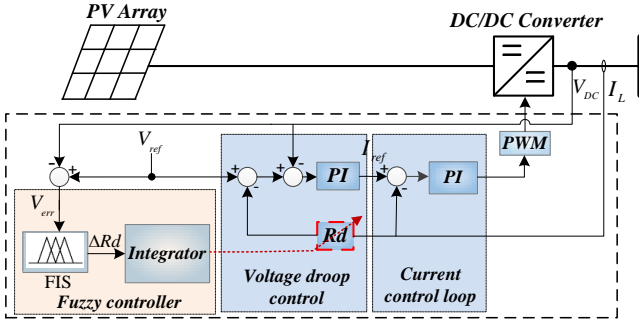 PV Array
DC/DC Converter
V_DC
I_L
V_ref
I_ref
PWM
- +
+ -
+ -
+ -
PI
PI
V_err
ΔRd
Integrator
Rd
FIS
Fuzzy controller
Voltage droop
control
Current
control loop